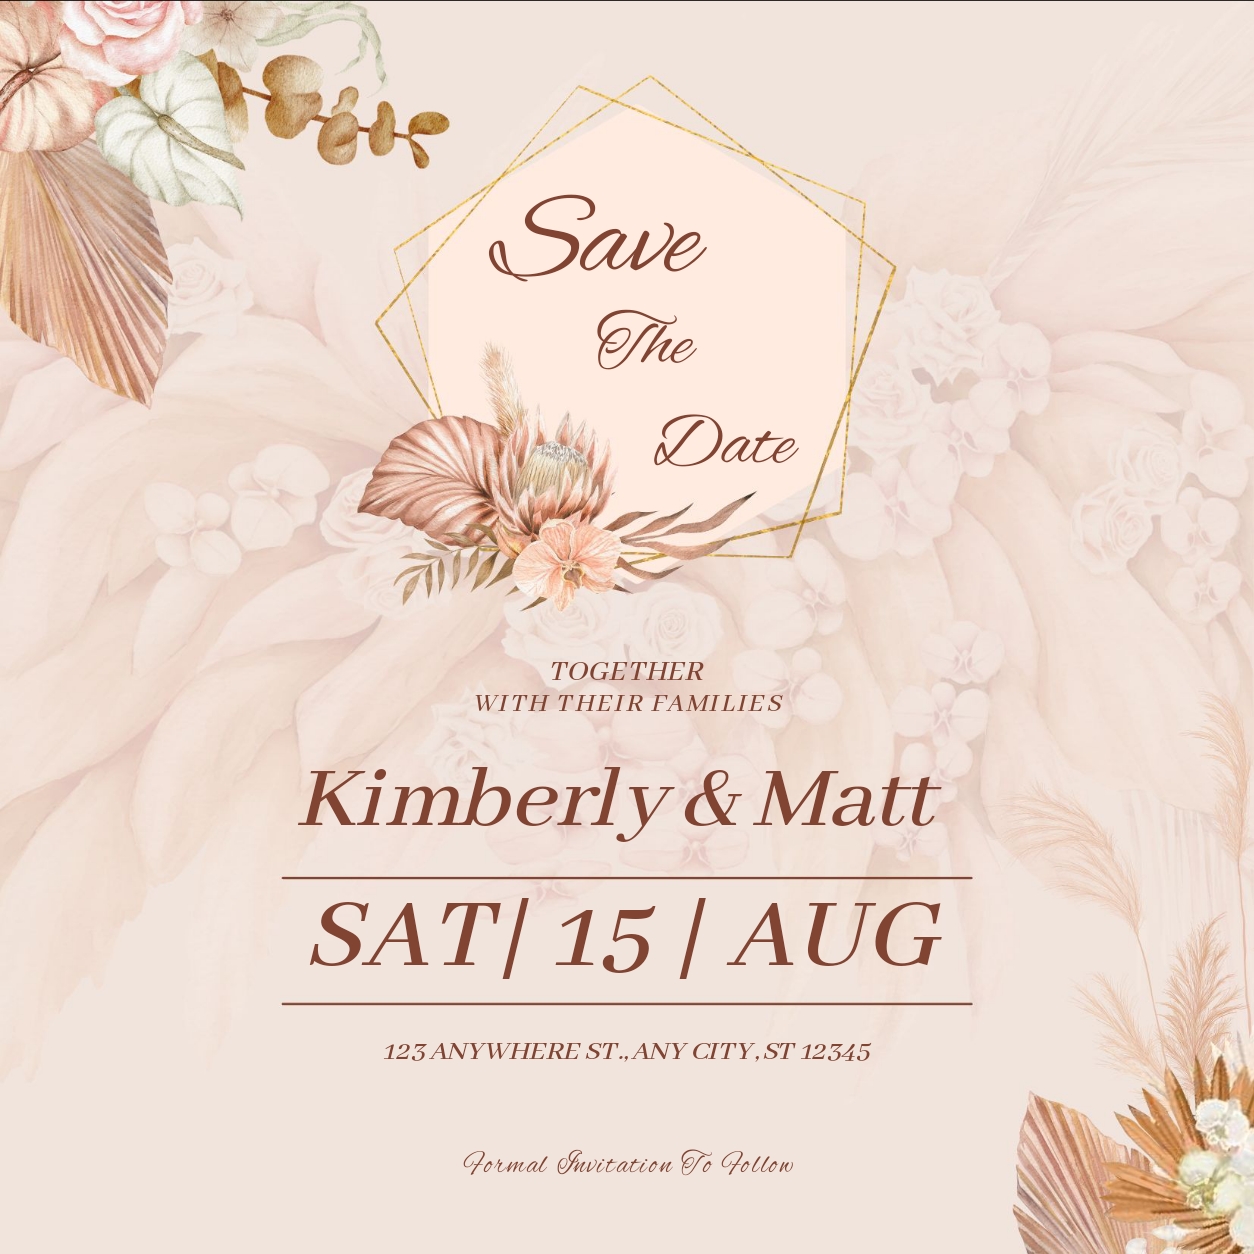 Save
The
Date
TOGETHER
WITH THEIR FAMILIES
Kimberly & Matt
SAT/ 15 / AUG
123 ANYWHERE ST., ANY CITY, ST 12345
Formal Invitation To Follow